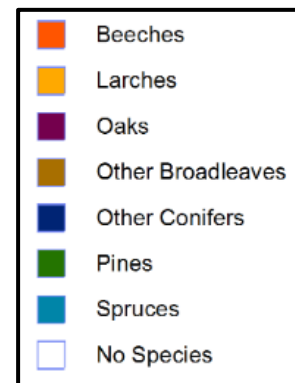 Beeches
Larches
Oaks
Other Broadleaves
Other Conifers
Pines
Spruces
No Species